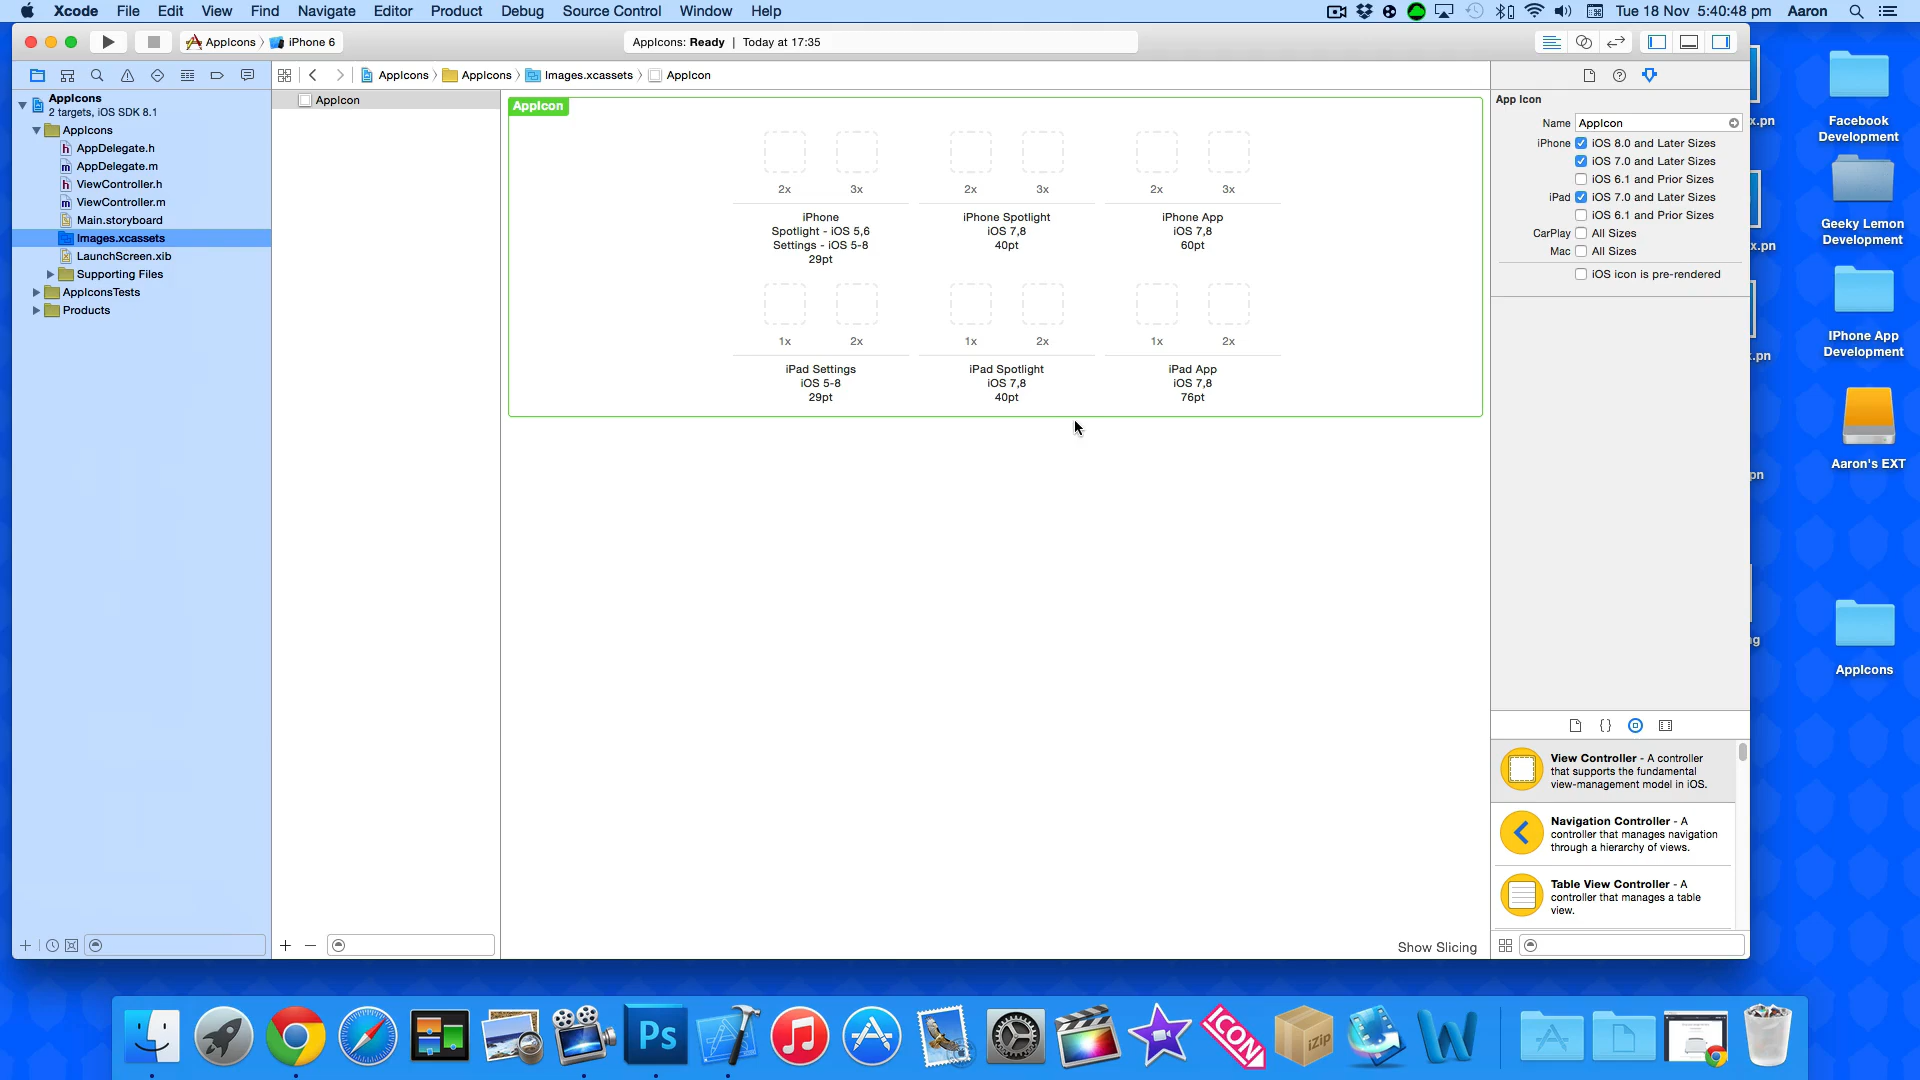 Xcode File Edit View Find Navigate Editor Product Debug Source Control Window Help Tue 18 Nov 5:40:48 pm Aaron
AppIcons iPhone 6 AppIcons: Ready | Today at 17:35
AppIcons AppIcons Images.xcassets AppIcon
AppIcons
2 targets, iOS SDK 8.1
AppIcons
h AppDelegate.h
m AppDelegate.m
h ViewController.h
m ViewController.m
Main.storyboard
Images.xcassets
LaunchScreen.xib
Supporting Files
AppIconsTests
Products
AppIcon
AppIcon
2x 3x 2x 3x 2x 3x
iPhone
Spotlight - iOS 5,6
Settings - iOS 5-8
29pt
iPhone Spotlight
iOS 7,8
40pt
iPhone App
iOS 7,8
60pt
1x 2x 1x 2x 1x 2x
iPad Settings
iOS 5-8
29pt
iPad Spotlight
iOS 7,8
40pt
iPad App
iOS 7,8
76pt
Show Slicing
App Icon
Name AppIcon
iPhone iOS 8.0 and Later Sizes
iOS 7.0 and Later Sizes
iOS 6.1 and Prior Sizes
iPad iOS 7.0 and Later Sizes
iOS 6.1 and Prior Sizes
CarPlay All Sizes
Mac All Sizes
iOS icon is pre-rendered
{ }
View Controller - A controller
that supports the fundamental
view-management model in iOS.
Navigation Controller - A
controller that manages navigation
through a hierarchy of views.
Table View Controller - A
controller that manages a table
view.
x.pn
x.pn
.pn
pn
g
Facebook
Development
Geeky Lemon
Development
IPhone App
Development
Aaron's EXT
AppIcons
Ps
ICON
iZip
W